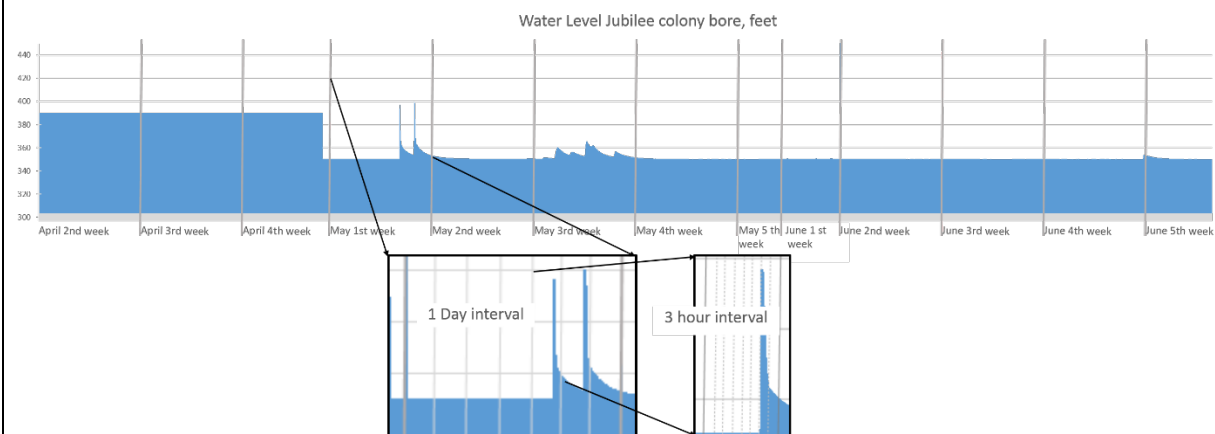 Water Level Jubilee colony bore, feet
440
420
400
380
360
340
320
300
April 2nd week April 3rd week April 4th week May 1st week May 2nd week May 3rd week May 4th week May 5 th week June 1 st week June 2nd week June 3rd week June 4th week June 5th week
1 Day interval
3 hour interval